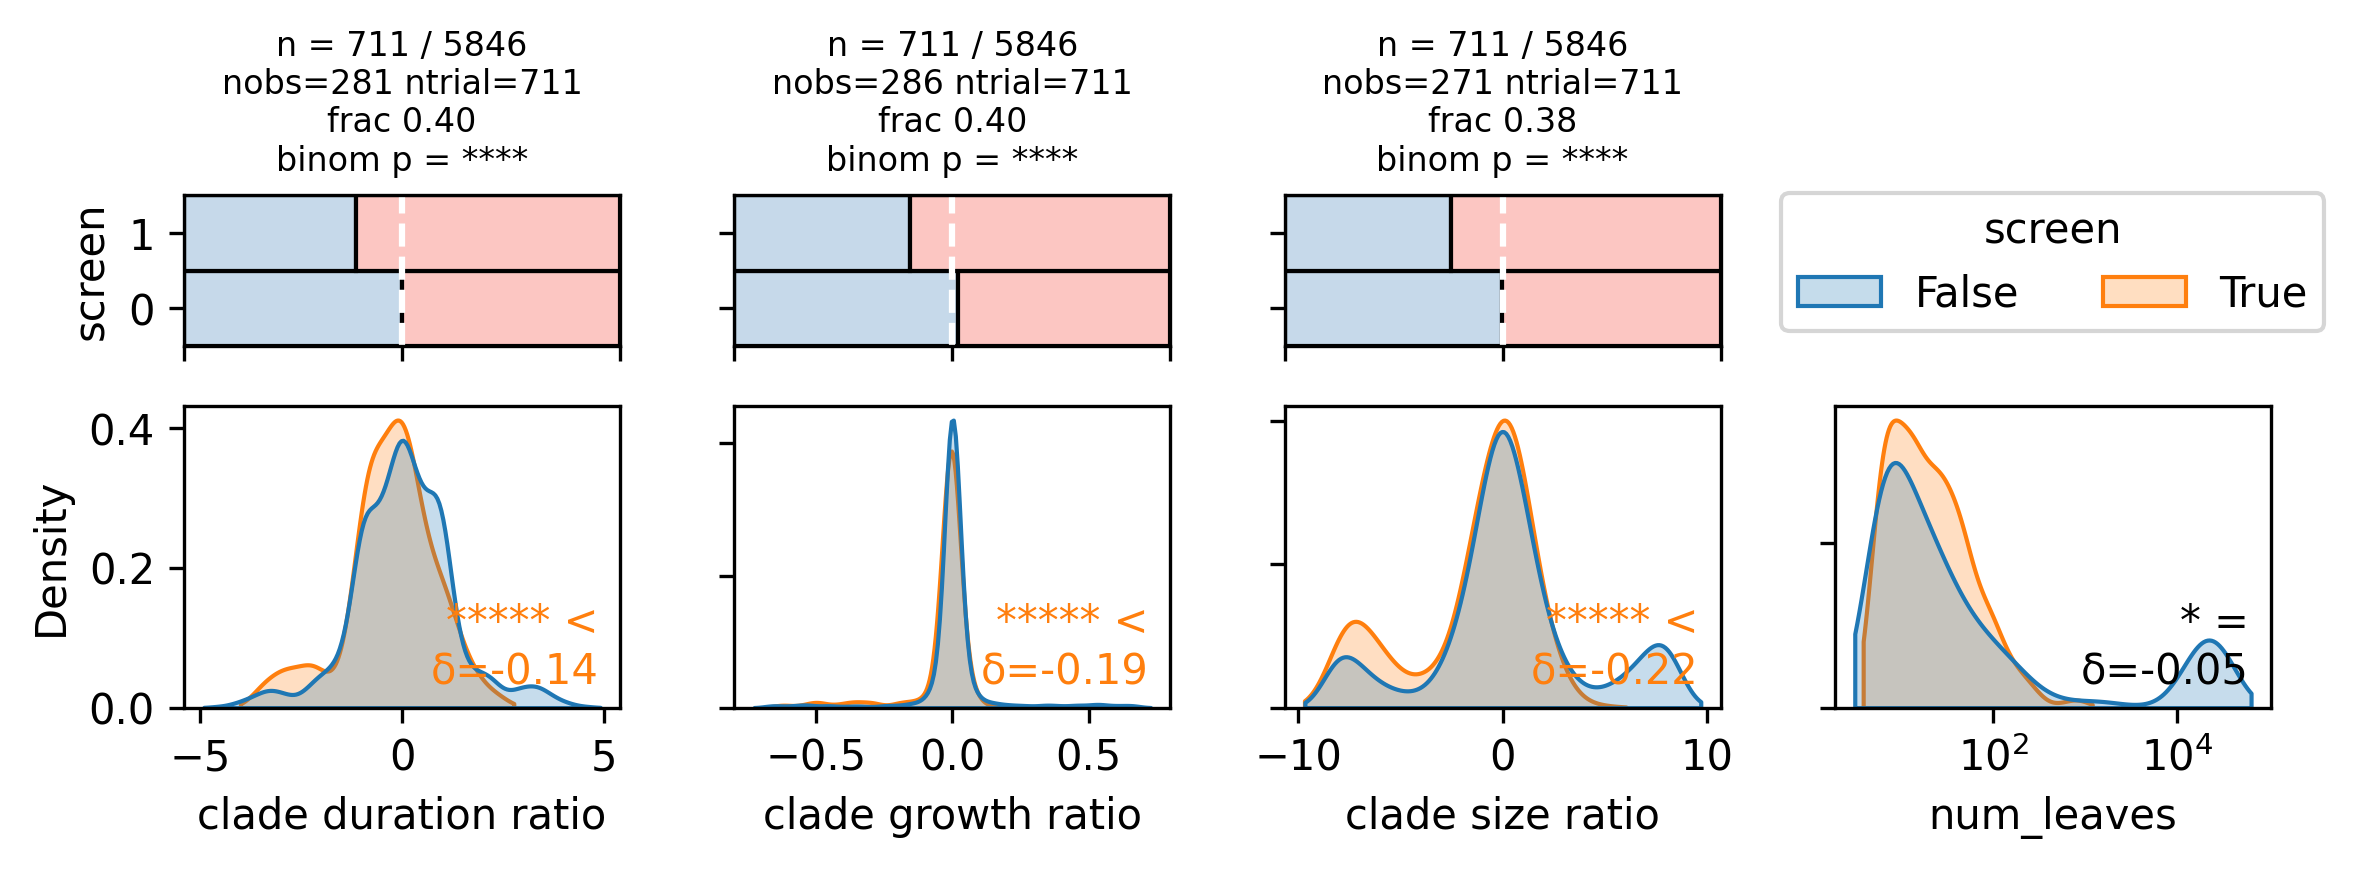 n = 711 / 5846
nobs=281 ntrial=711
frac 0.40
binom p = ****
n = 711 / 5846
nobs=286 ntrial=711
frac 0.40
binom p = ****
n = 711 / 5846
nobs=271 ntrial=711
frac 0.38
binom p = ****
screen
1
0
screen
False
True
Density
0.4
0.2
0.0
***** <
δ=-0.14
−5
0
5
clade duration ratio
***** <
δ=-0.19
−0.5
0.0
0.5
clade growth ratio
***** <
δ=-0.22
−10
0
10
clade size ratio
* =
δ=-0.05
10²
10⁴
num_leaves